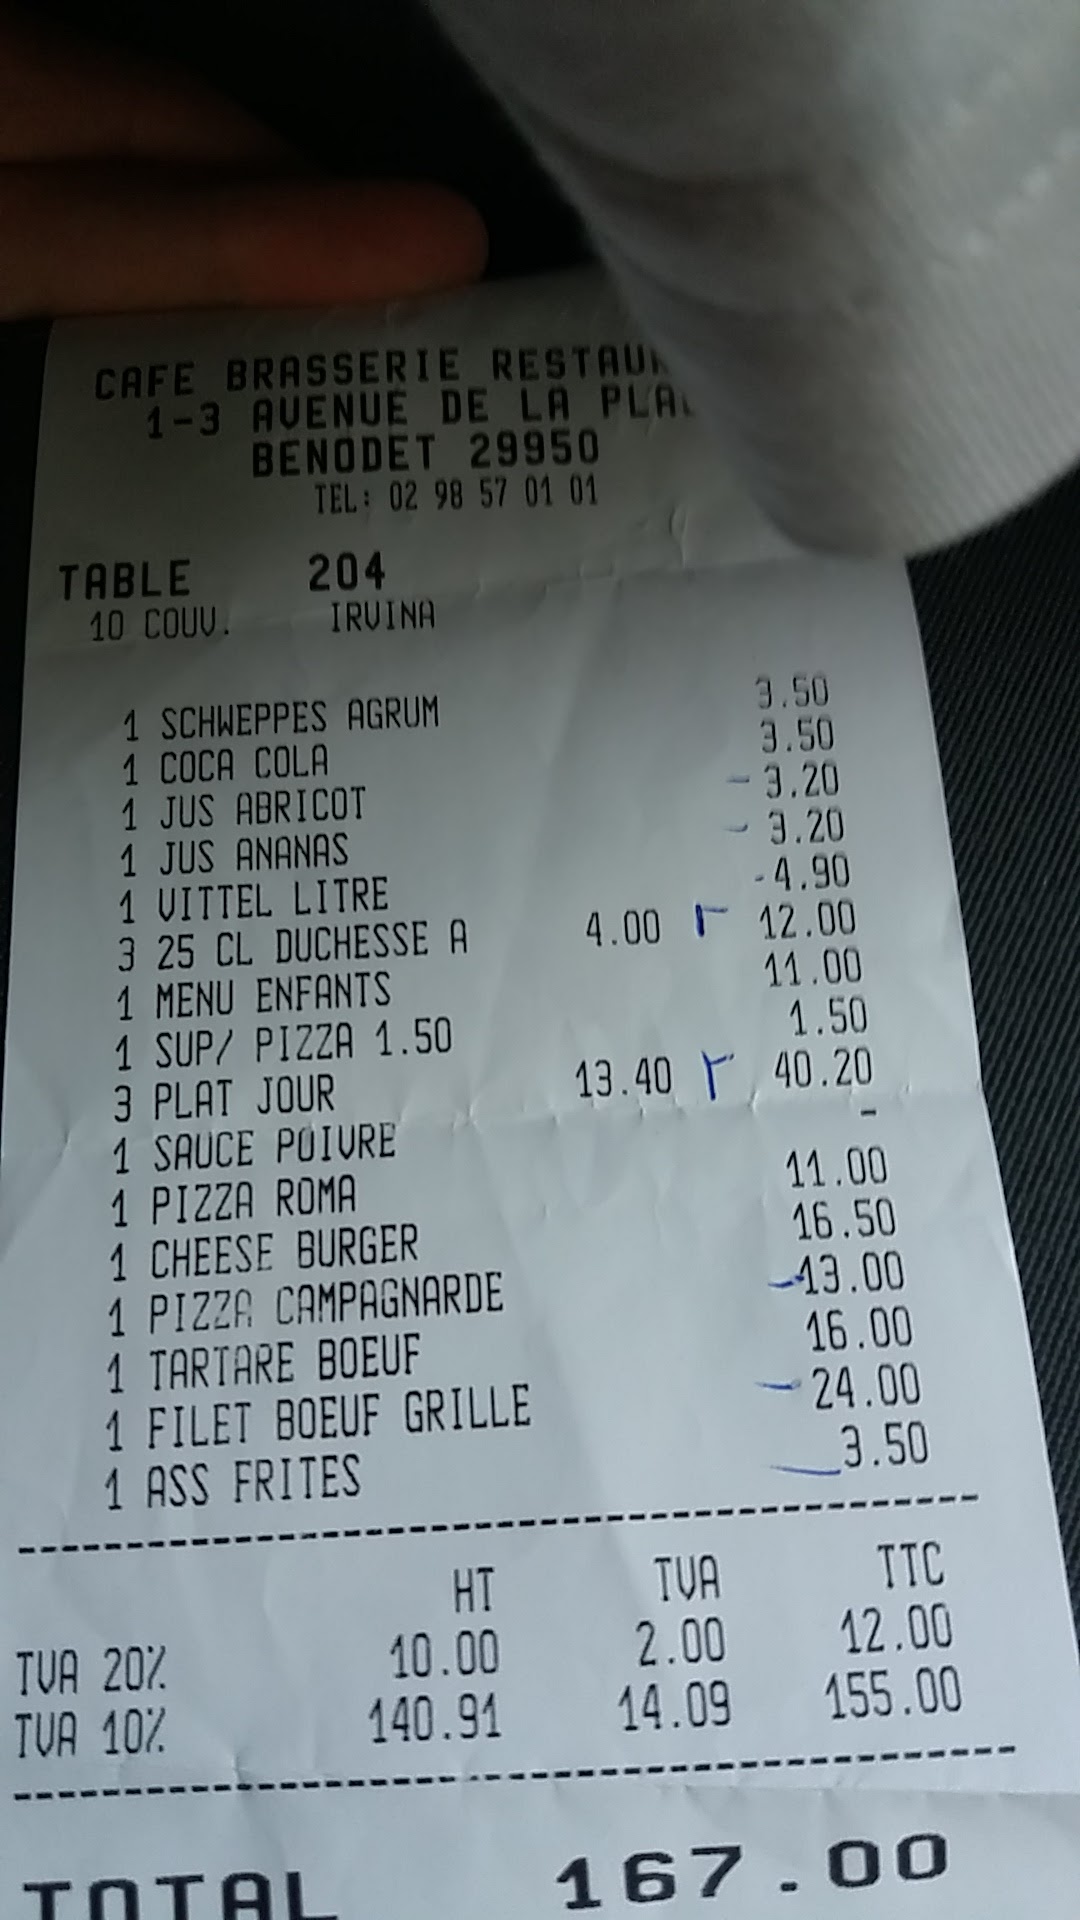 CAFE BRASSERIE
1-3 AVENUE DE LA
BENODET 29950
TEL: 02 98 57 01 01
TABLE 204
10 COUV. IRVINA
1 SCHWEPPES AGRUM 3.50
1 COCA COLA 3.50
1 JUS ABRICOT - 3.20
1 JUS ANANAS - 3.20
1 VITTEL LITRE - 4.90
3 25 CL DUCHESSE A 4.00 12.00
1 MENU ENFANTS 11.00
1 SUP/ PIZZA 1.50 1.50
3 PLAT JOUR 13.40 40.20
1 SAUCE POIVRE -
1 PIZZA ROMA 11.00
1 CHEESE BURGER 16.50
1 PIZZA CAMPAGNARDE 13.00
1 TARTARE BOEUF 16.00
1 FILET BOEUF GRILLE 24.00
1 ASS FRITES 3.50
HT TVA TTC
TVA 20% 10.00 2.00 12.00
TVA 10% 140.91 14.09 155.00
TOTAL 167.00